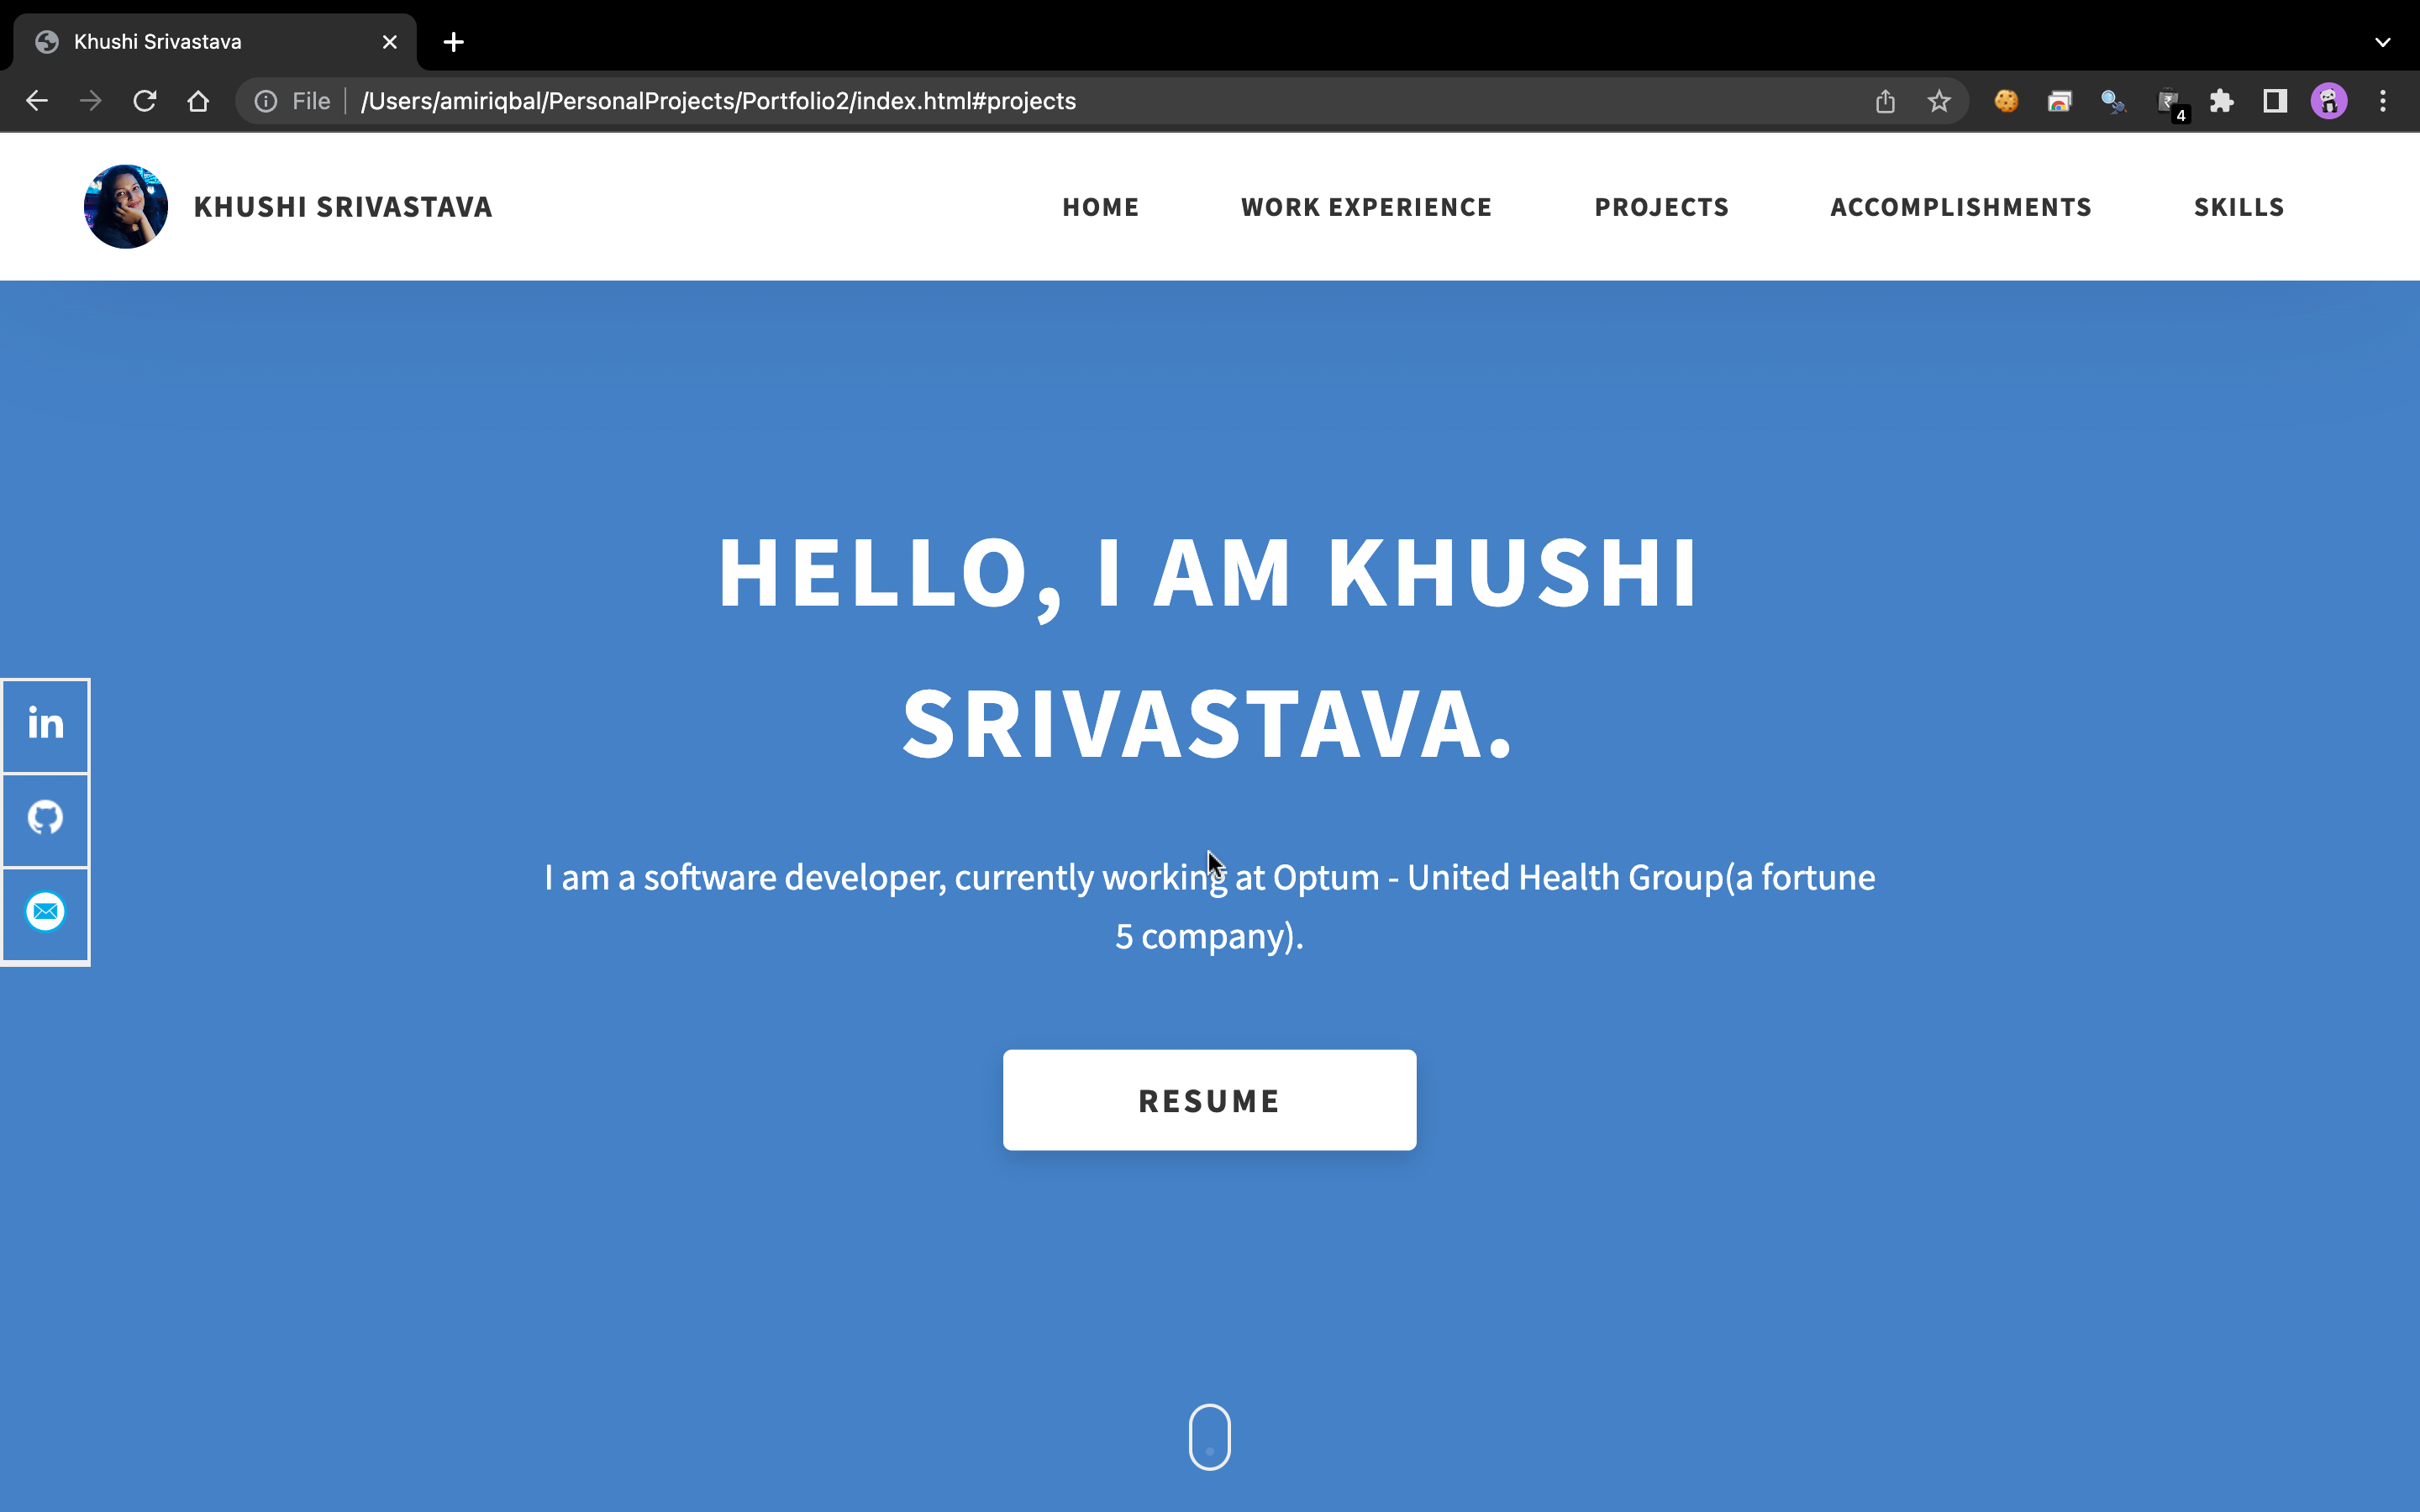 Khushi Srivastava
File /Users/amiriqbal/PersonalProjects/Portfolio2/index.html#projects
4
KHUSHI SRIVASTAVA
HOME WORK EXPERIENCE PROJECTS ACCOMPLISHMENTS SKILLS
HELLO, I AM KHUSHI
SRIVASTAVA.
in
I am a software developer, currently working at Optum - United Health Group(a fortune
5 company).
RESUME